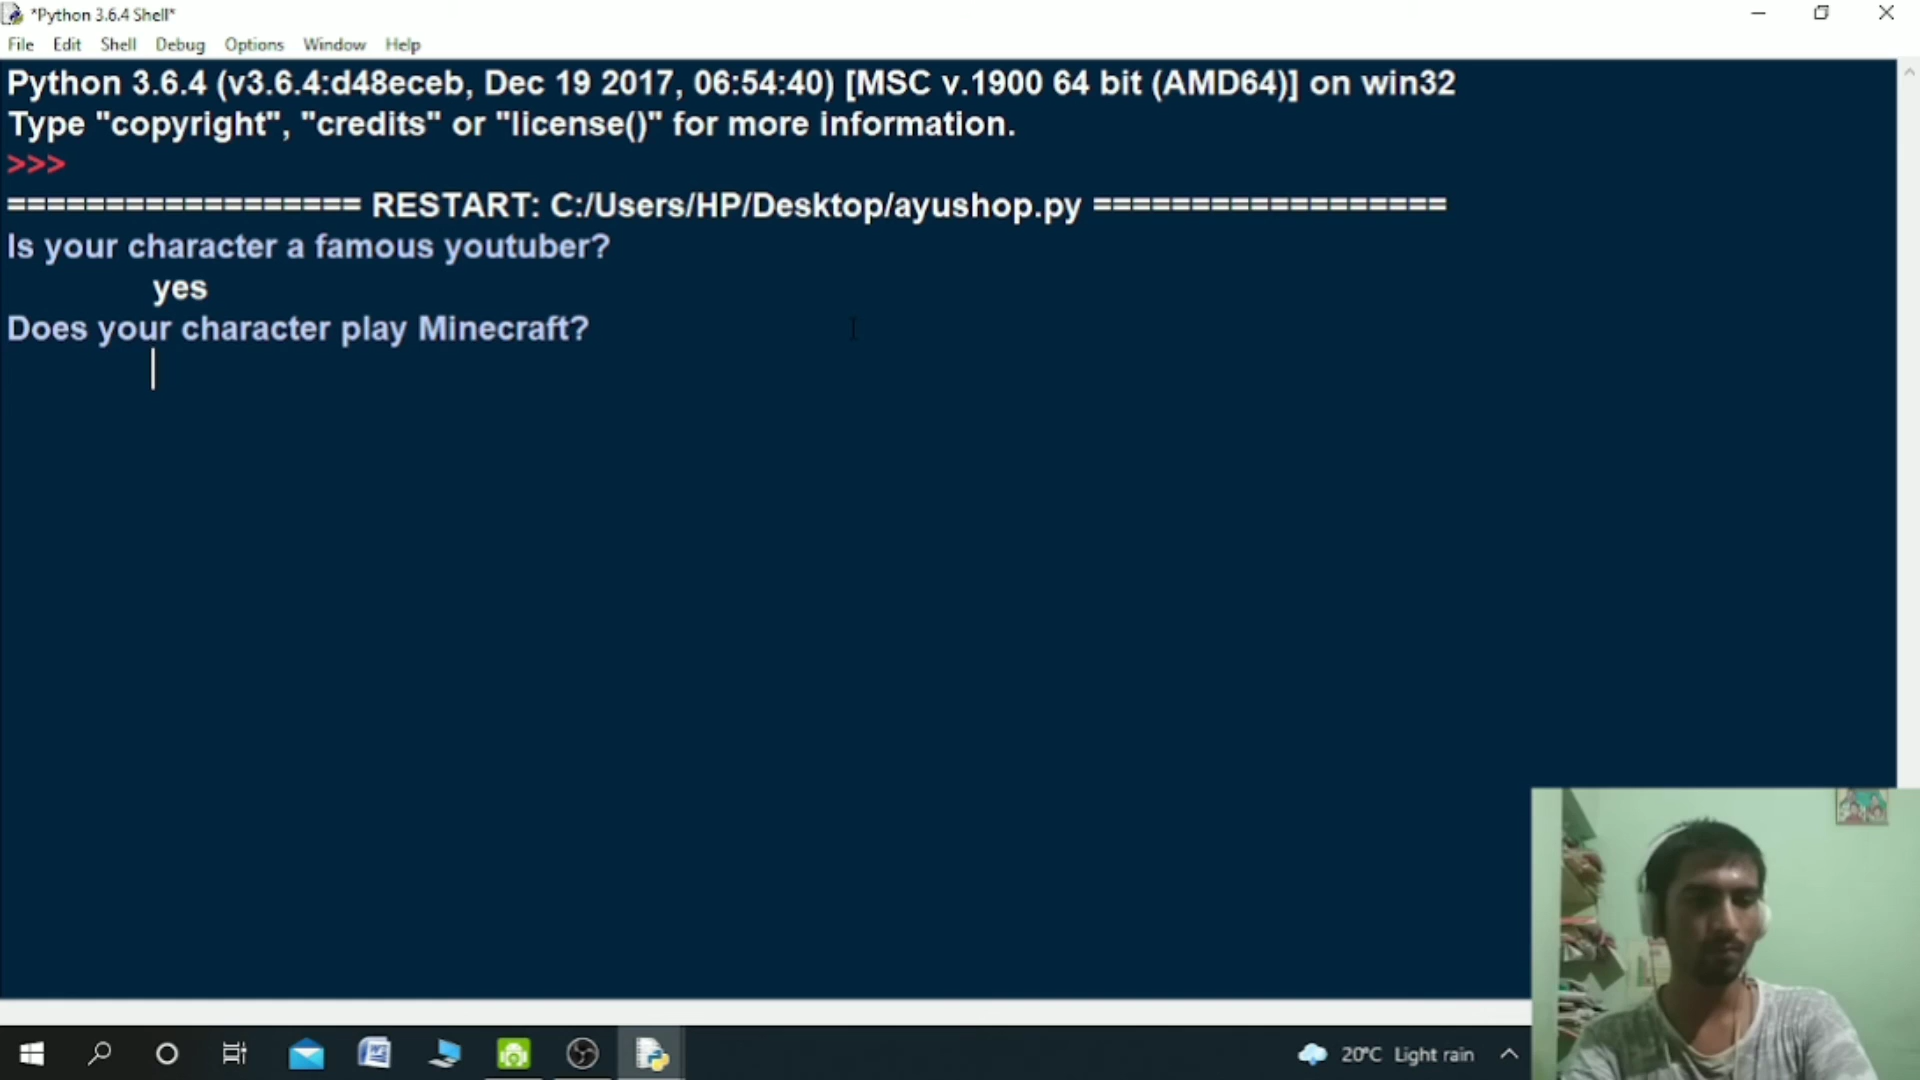 *Python 3.6.4 Shell*
File Edit Shell Debug Options Window Help
Python 3.6.4 (v3.6.4:d48eceb, Dec 19 2017, 06:54:40) [MSC v.1900 64 bit (AMD64)] on win32
Type "copyright", "credits" or "license()" for more information.
>>>
================== RESTART: C:/Users/HP/Desktop/ayushop.py ==================
Is your character a famous youtuber?
yes
Does your character play Minecraft?
20°C Light rain